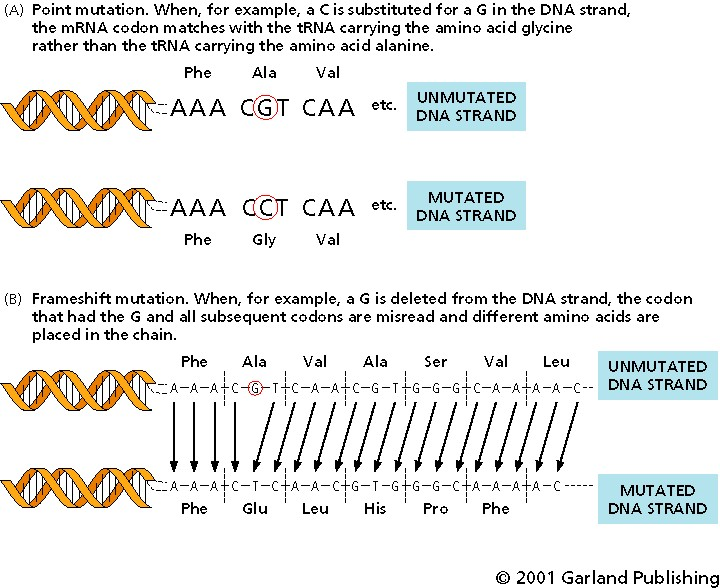 (A) Point mutation. When, for example, a C is substituted for a G in the DNA strand,
the mRNA codon matches with the tRNA carrying the amino acid glycine
rather than the tRNA carrying the amino acid alanine.
Phe Ala Val
AAA CGT CAA etc.
UNMUTATED
DNA STRAND
AAA CCT CAA etc.
MUTATED
DNA STRAND
Phe Gly Val
(B) Frameshift mutation. When, for example, a G is deleted from the DNA strand, the codon
that had the G and all subsequent codons are misread and different amino acids are
placed in the chain.
Phe Ala Val Ala Ser Val Leu
A-A-A-C-G-T-C-A-A-C-G-T-G-G-G-C-A-A-A-A-C
UNMUTATED
DNA STRAND
A-A-A-C-T-C-A-A-C-G-T-G-G-G-C-A-A-A-A-C
MUTATED
DNA STRAND
Phe Glu Leu His Pro Phe
© 2001 Garland Publishing